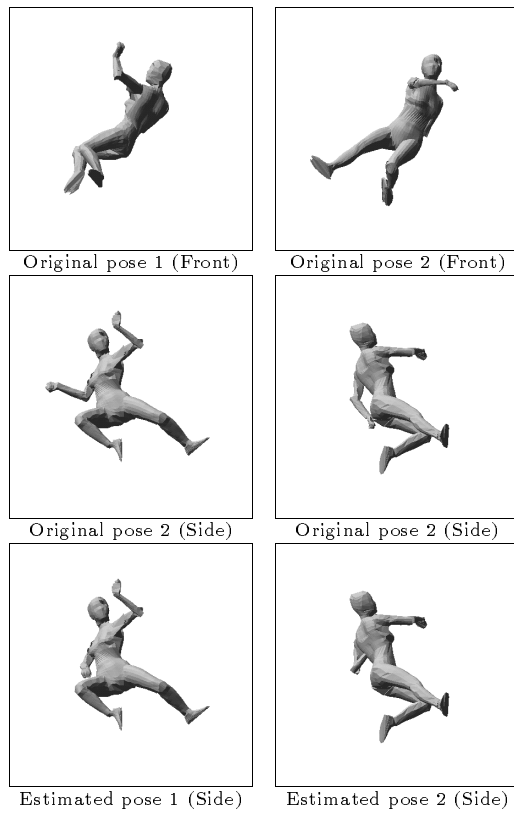 Original pose 1 (Front)
Original pose 2 (Front)
Original pose 2 (Side)
Original pose 2 (Side)
Estimated pose 1 (Side)
Estimated pose 2 (Side)